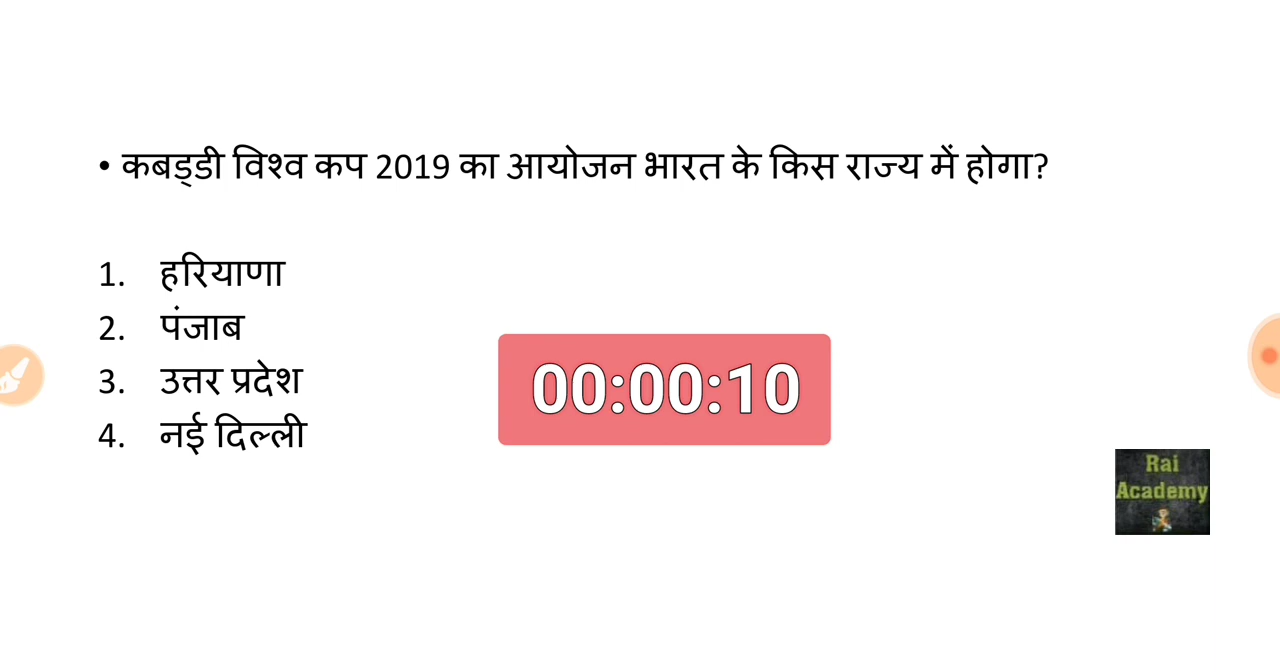 • कबड्डी विश्व कप 2019 का आयोजन भारत के किस राज्य में होगा?
1. हरियाणा
2. पंजाब
3. उत्तर प्रदेश
4. नई दिल्ली
00:00:10
Rai
Academy